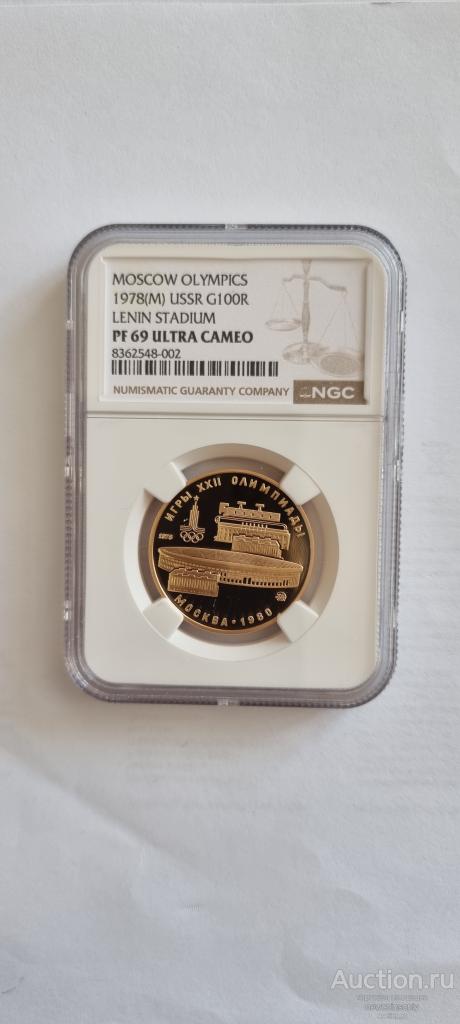 MOSCOW OLYMPICS
1978(M) USSR G100R
LENIN STADIUM
PF 69 ULTRA CAMEO
8362548-002
NUMISMATIC GUARANTY COMPANY
NGC
ИГРЫ XXII ОЛИМПИАДЫ
1978
МОСКВА • 1980
Auction.ru